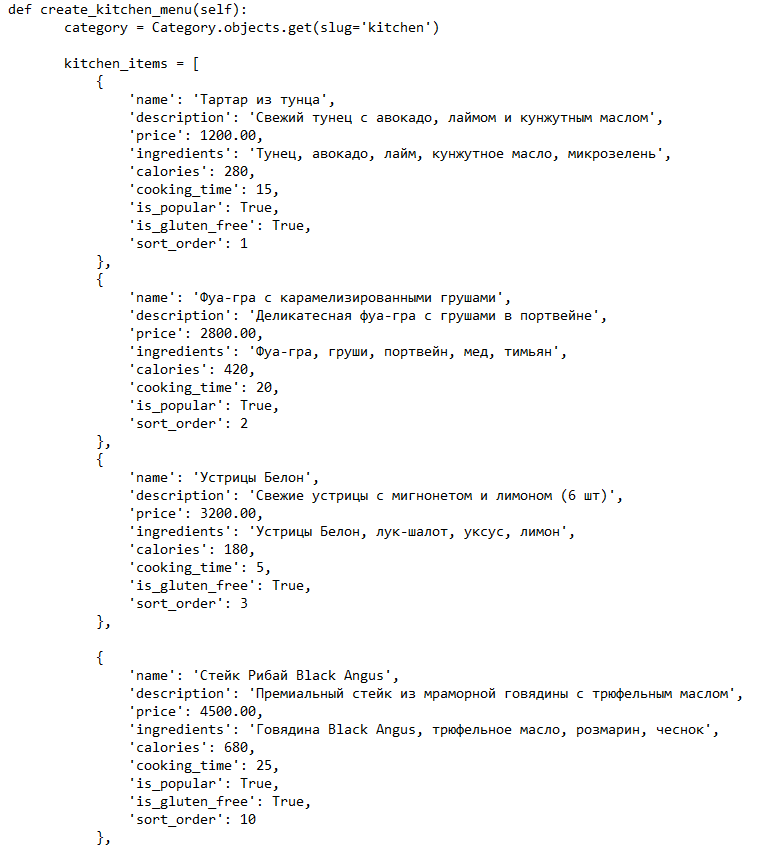 def create_kitchen_menu(self):
category = Category.objects.get(slug='kitchen')
kitchen_items = [
{
'name': 'Тартар из тунца',
'description': 'Свежий тунец с авокадо, лаймом и кунжутным маслом',
'price': 1200.00,
'ingredients': 'Тунец, авокадо, лайм, кунжутное масло, микрозелень',
'calories': 280,
'cooking_time': 15,
'is_popular': True,
'is_gluten_free': True,
'sort_order': 1
},
{
'name': 'Фуа-гра с карамелизированными грушами',
'description': 'Деликатесная фуа-гра с грушами в портвейне',
'price': 2800.00,
'ingredients': 'Фуа-гра, груши, портвейн, мед, тимьян',
'calories': 420,
'cooking_time': 20,
'is_popular': True,
'sort_order': 2
},
{
'name': 'Устрицы Белон',
'description': 'Свежие устрицы с мигнонетом и лимоном (6 шт)',
'price': 3200.00,
'ingredients': 'Устрицы Белон, лук-шалот, уксус, лимон',
'calories': 180,
'cooking_time': 5,
'is_gluten_free': True,
'sort_order': 3
},
{
'name': 'Стейк Рибай Black Angus',
'description': 'Премиальный стейк из мраморной говядины с трюфельным маслом',
'price': 4500.00,
'ingredients': 'Говядина Black Angus, трюфельное масло, розмарин, чеснок',
'calories': 680,
'cooking_time': 25,
'is_popular': True,
'is_gluten_free': True,
'sort_order': 10
},